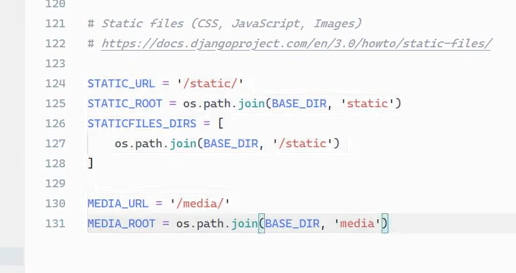 120
121 # Static files (CSS, JavaScript, Images)
122 # https://docs.djangoproject.com/en/3.0/howto/static-files/
123
124 STATIC_URL = '/static/'
125 STATIC_ROOT = os.path.join(BASE_DIR, 'static')
126 STATICFILES_DIRS = [
127     os.path.join(BASE_DIR, '/static')
128 ]
129
130 MEDIA_URL = '/media/'
131 MEDIA_ROOT = os.path.join(BASE_DIR, 'media')